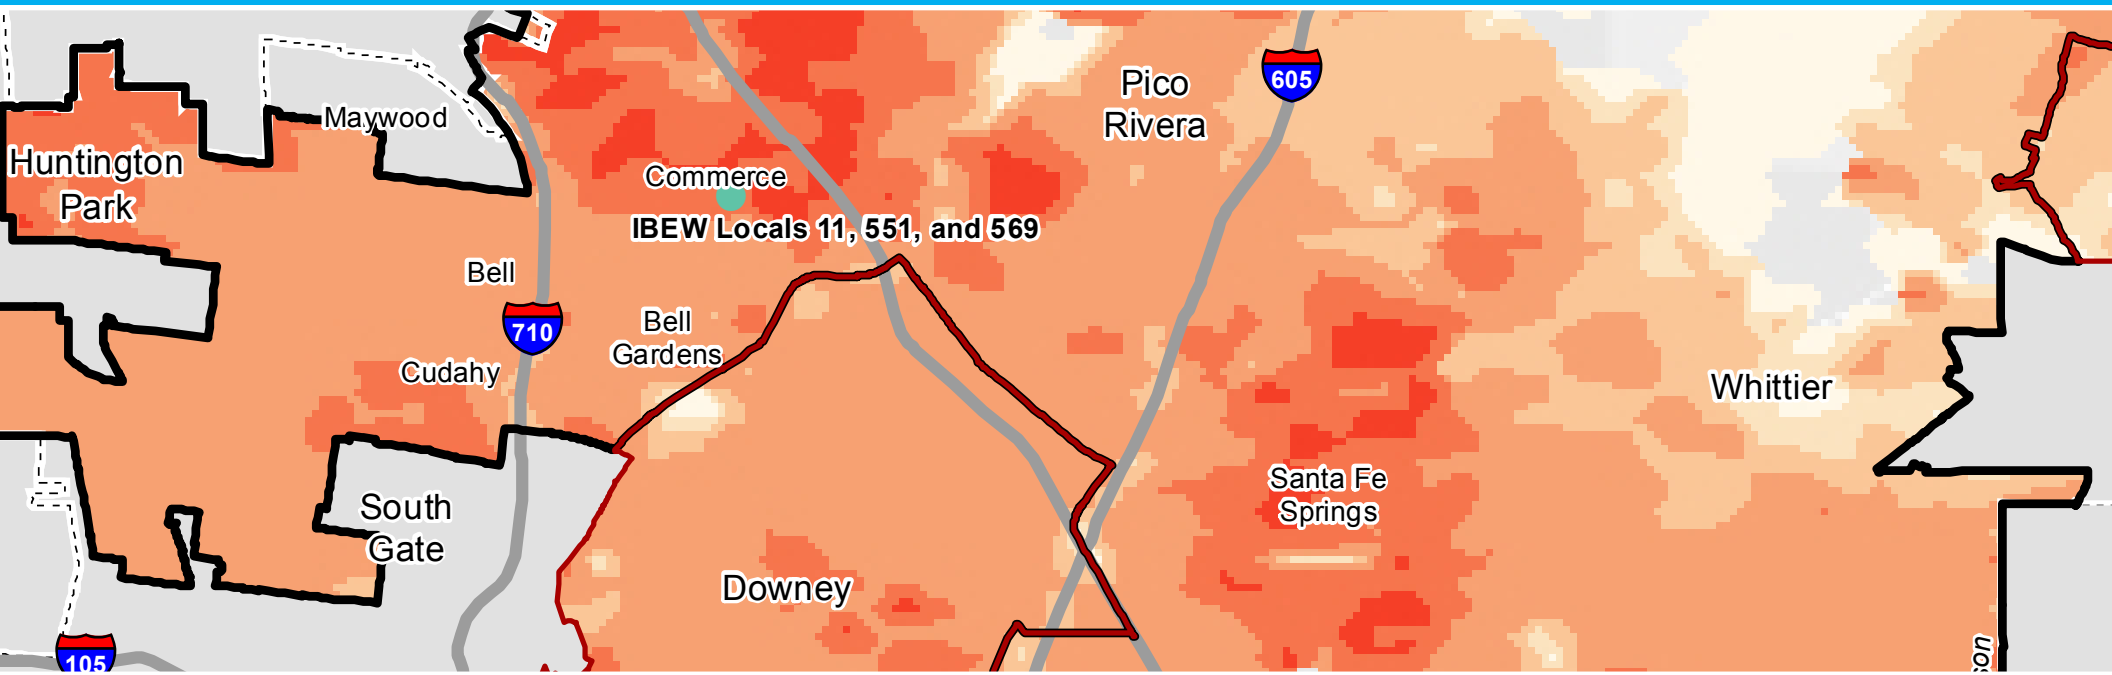 Pico
Rivera
605
Maywood
Huntington
Park
Commerce
IBEW Locals 11, 551, and 569
Bell
710
Bell
Gardens
Cudahy
Whittier
Santa Fe
Springs
South
Gate
Downey
105
son